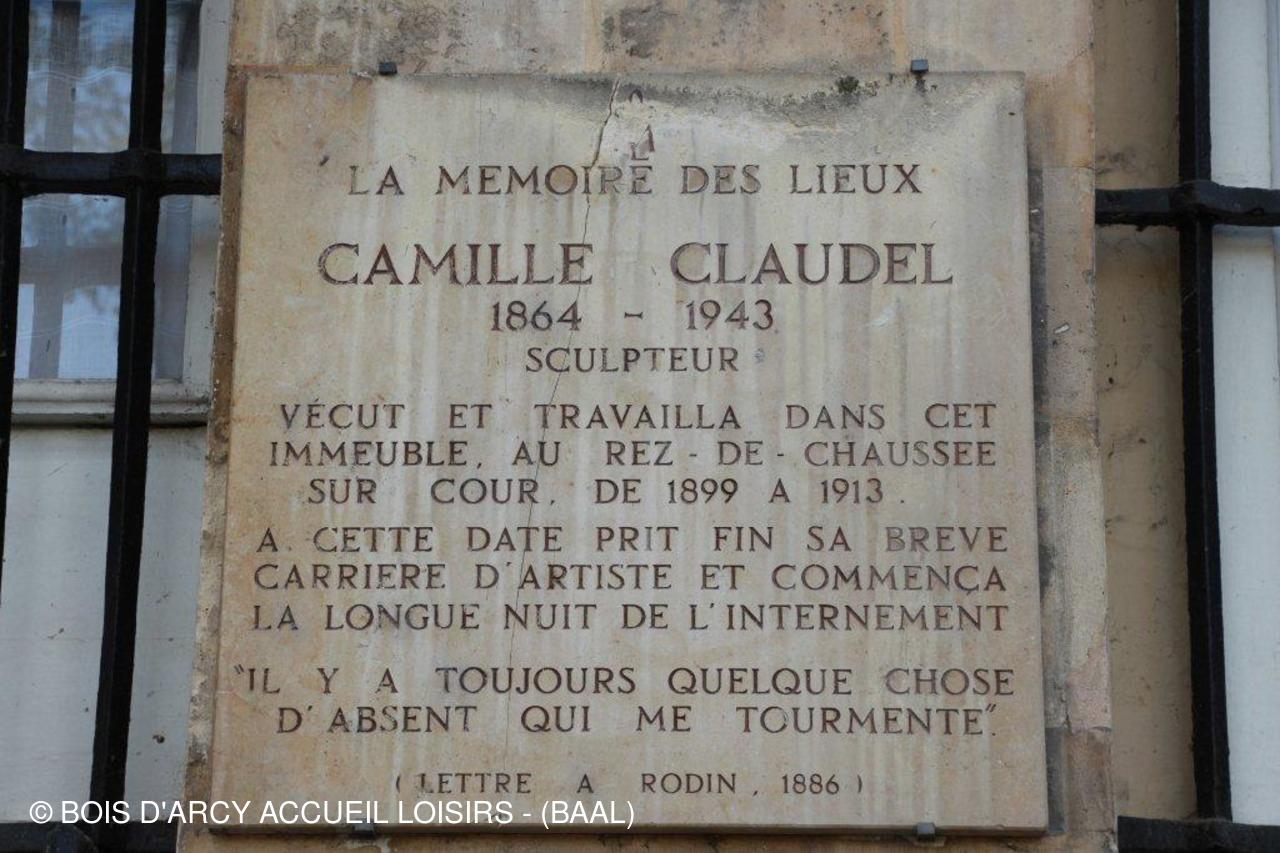 LA MEMOIRE DES LIEUX
CAMILLE CLAUDEL
1864 - 1943
SCULPTEUR
VÉCUT ET TRAVAILLA DANS CET
IMMEUBLE, AU REZ-DE-CHAUSSEE
SUR COUR, DE 1899 A 1913.
A CETTE DATE PRIT FIN SA BREVE
CARRIERE D'ARTISTE ET COMMENÇA
LA LONGUE NUIT DE L'INTERNEMENT
"IL Y A TOUJOURS QUELQUE CHOSE
D'ABSENT QUI ME TOURMENTE".
(LETTRE A RODIN, 1886)
© BOIS D'ARCY ACCUEIL LOISIRS - (BAAL)